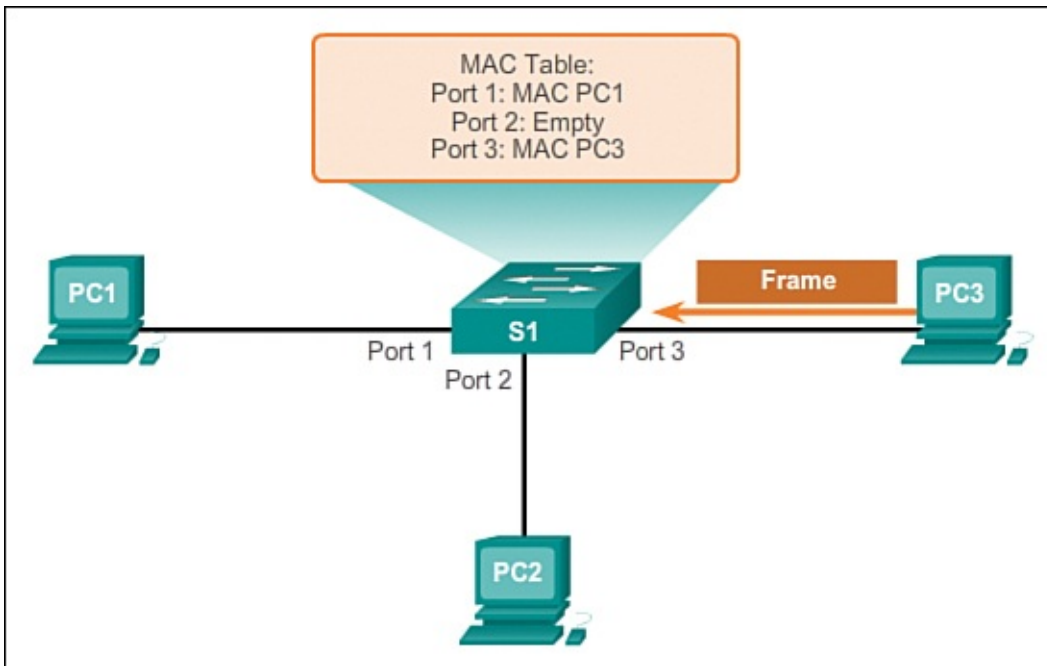 MAC Table:
Port 1: MAC PC1
Port 2: Empty
Port 3: MAC PC3
PC1
Frame
PC3
S1
Port 1
Port 3
Port 2
PC2